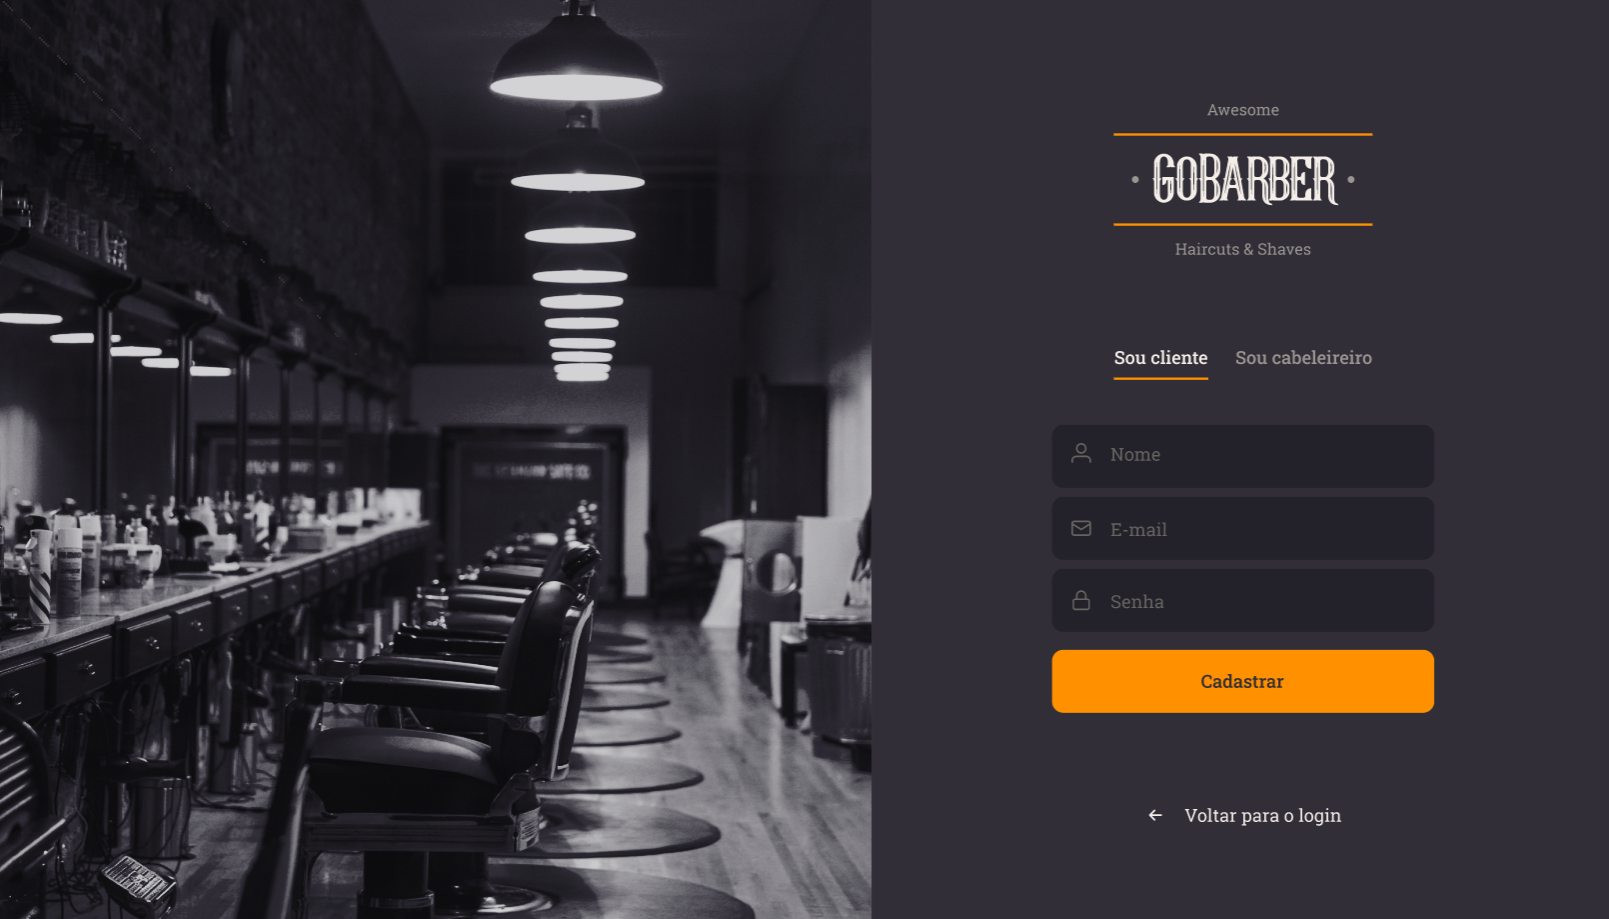 Awesome
• GOBARBER •
Haircuts & Shaves
Sou cliente Sou cabeleireiro
Nome
E-mail
Senha
Cadastrar
← Voltar para o login